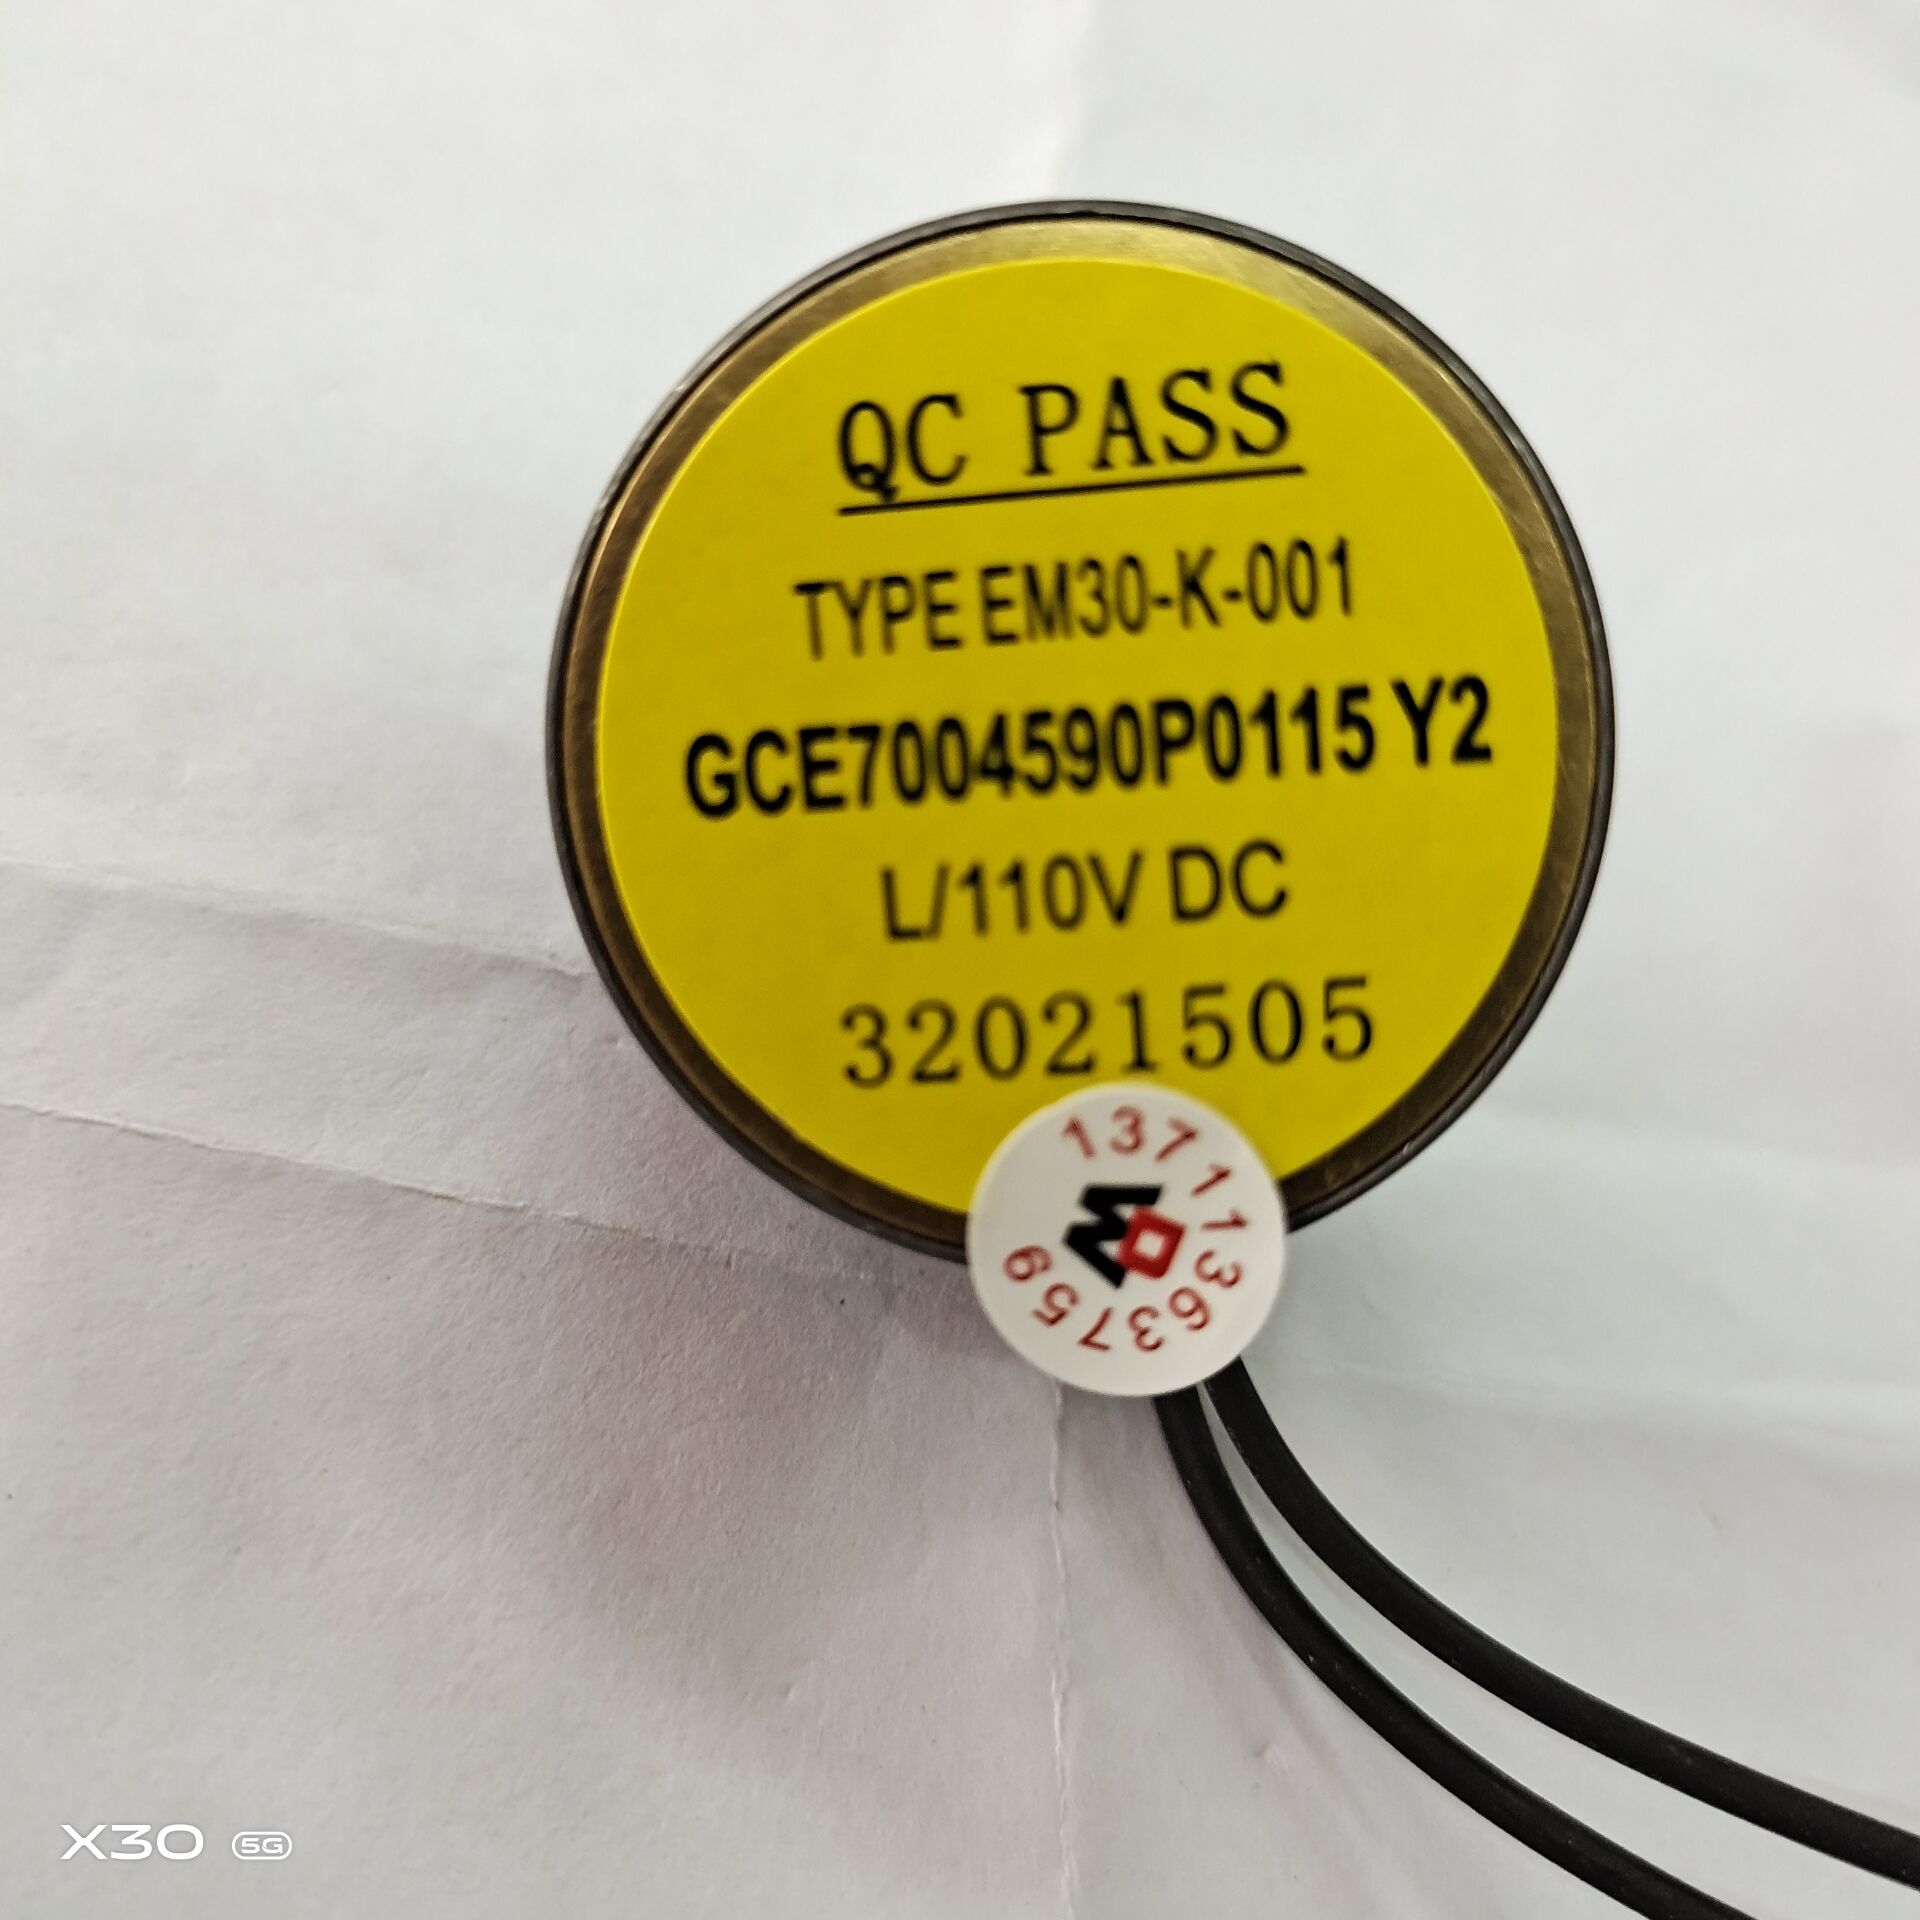 QC PASS
TYPE EM30-K-001
GCE7004590P0115 Y2
L/110V DC
32021505
13711363759
X30 5G